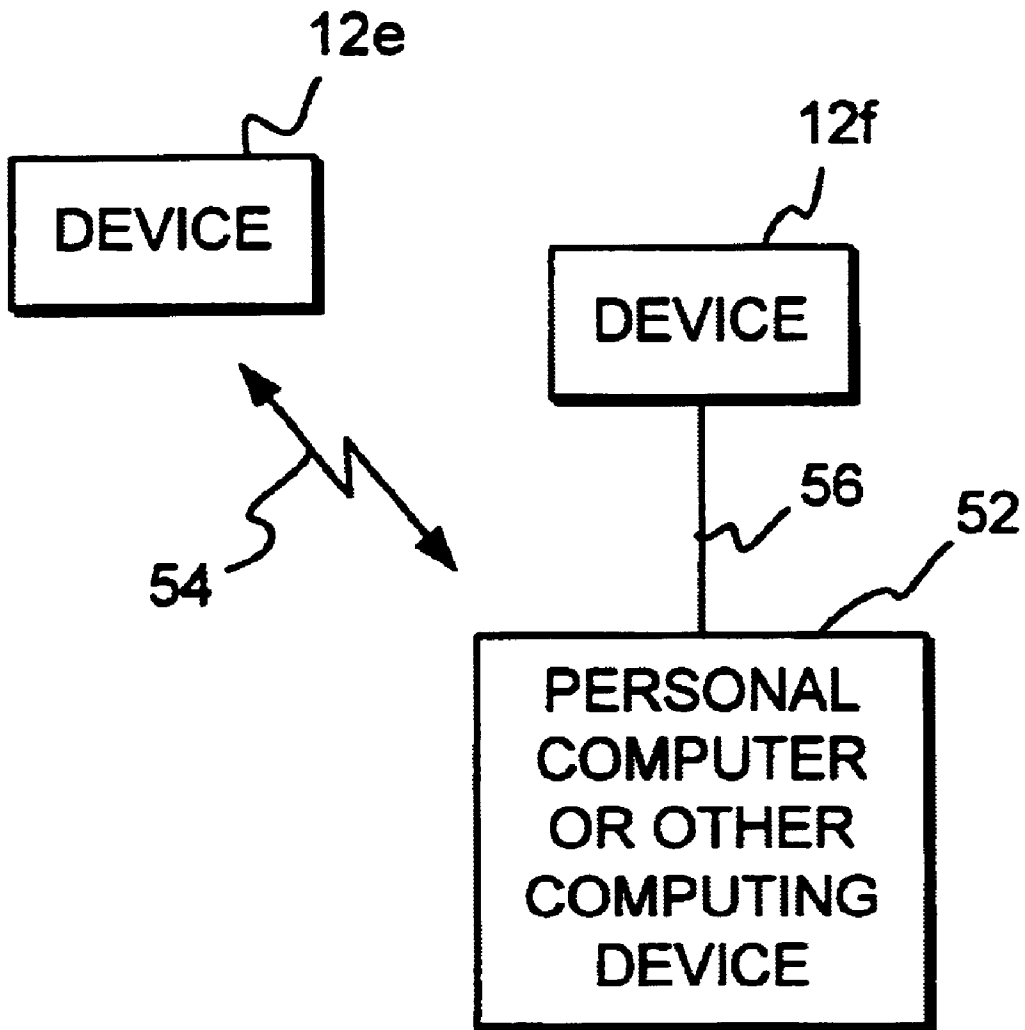 12e
DEVICE
12f
DEVICE
54
56
52
PERSONAL
COMPUTER
OR OTHER
COMPUTING
DEVICE